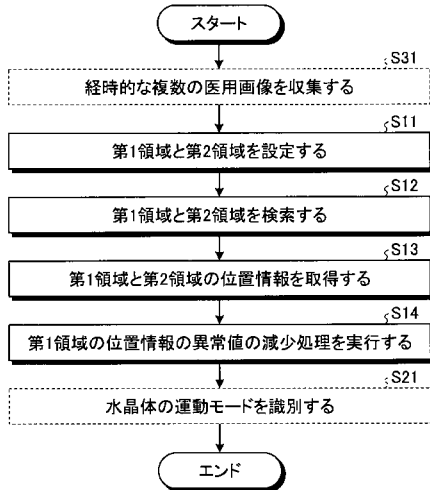 スタート
S31
経時的な複数の医用画像を収集する
S11
第1領域と第2領域を設定する
S12
第1領域と第2領域を検索する
S13
第1領域と第2領域の位置情報を取得する
S14
第1領域の位置情報の異常値の減少処理を実行する
S21
水晶体の運動モードを識別する
エンド